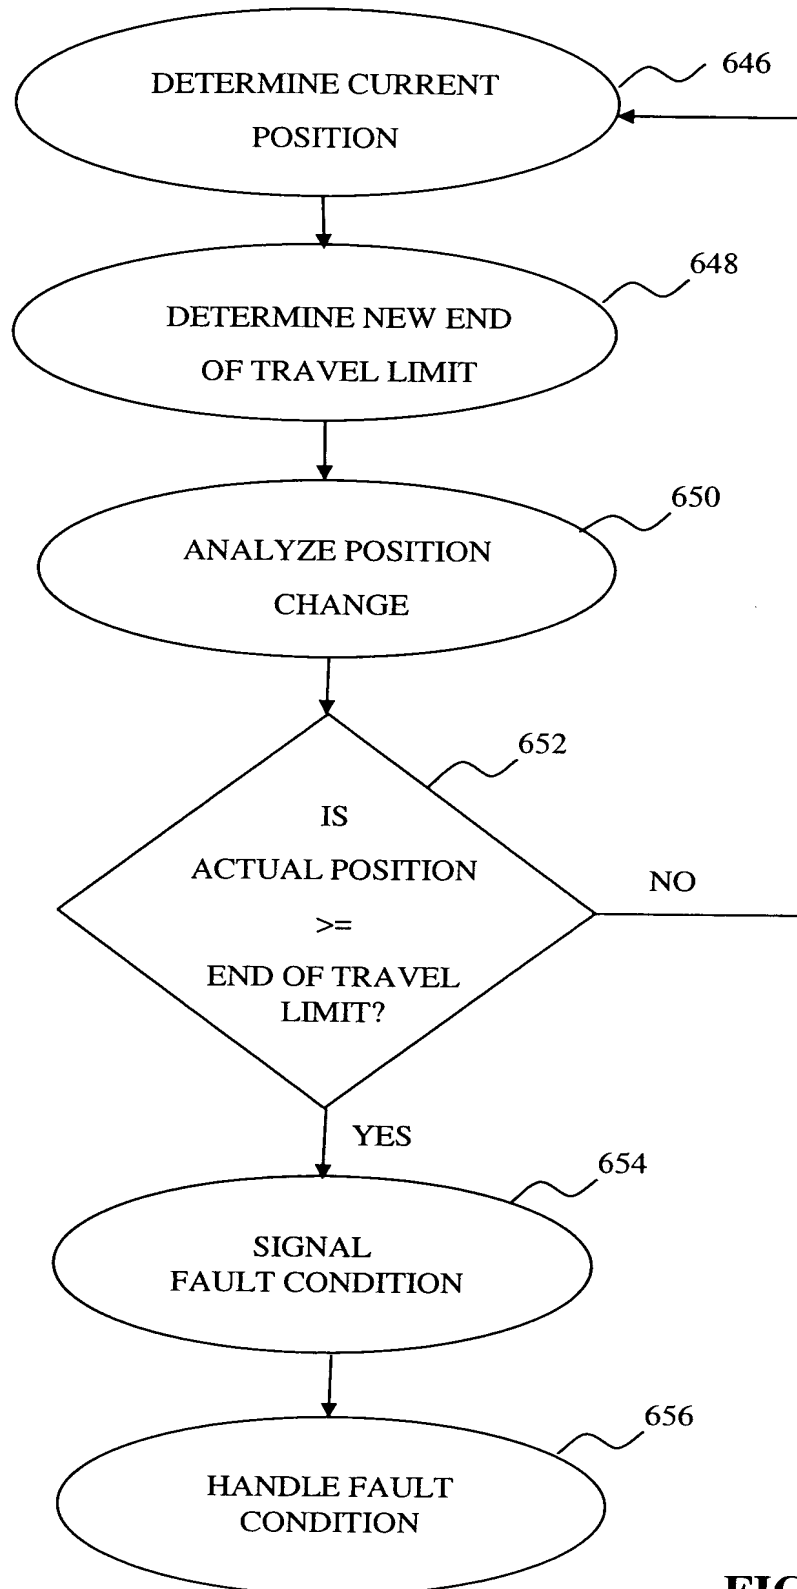 DETERMINE CURRENT
POSITION
646
DETERMINE NEW END
OF TRAVEL LIMIT
648
ANALYZE POSITION
CHANGE
650
IS
ACTUAL POSITION
>=
END OF TRAVEL
LIMIT?
652
NO
YES
SIGNAL
FAULT CONDITION
654
HANDLE FAULT
CONDITION
656